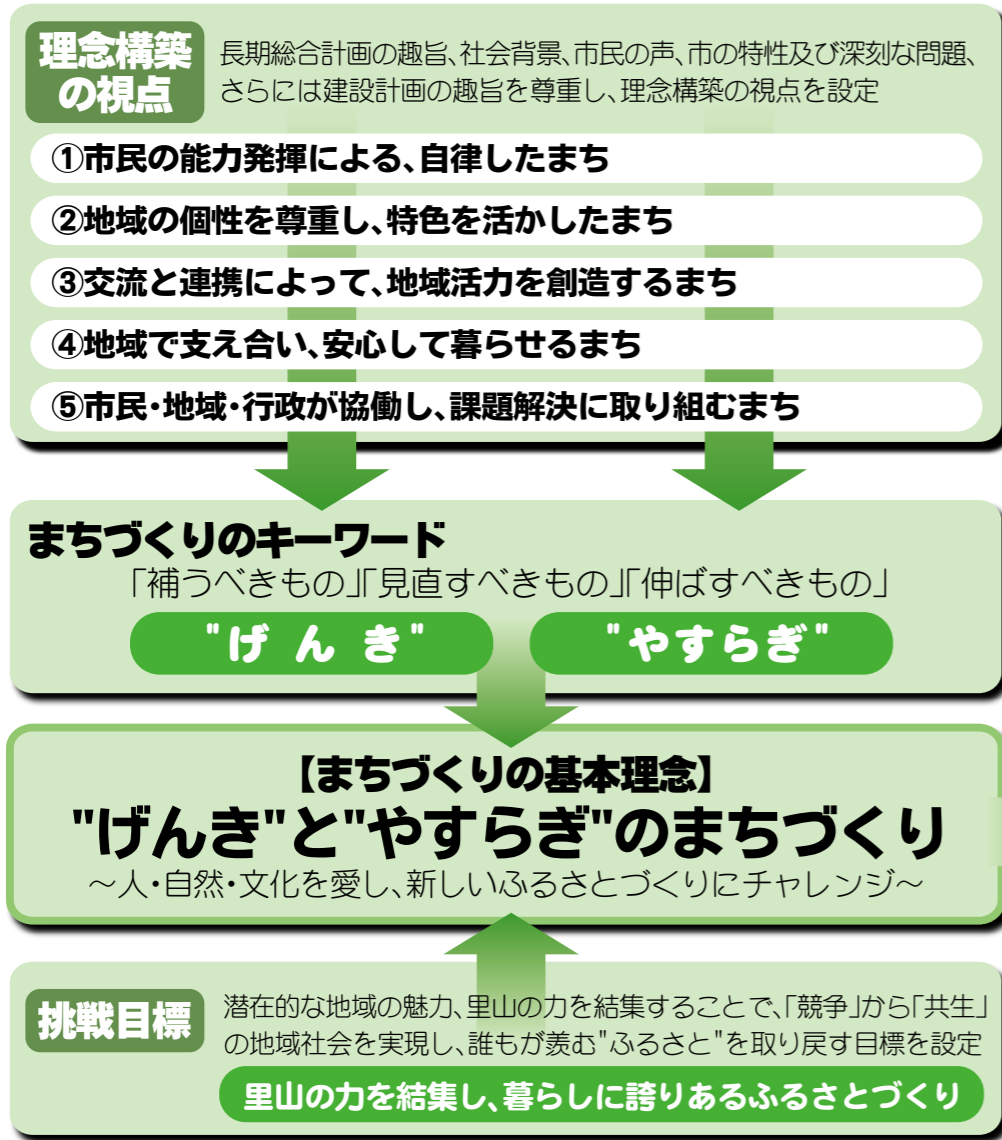 理念構築
の視点
長期総合計画の趣旨、社会背景、市民の声、市の特性及び深刻な問題、
さらには建設計画の趣旨を尊重し、理念構築の視点を設定
①市民の能力発揮による、自律したまち
②地域の個性を尊重し、特色を活かしたまち
③交流と連携によって、地域活力を創造するまち
④地域で支え合い、安心して暮らせるまち
⑤市民・地域・行政が協働し、課題解決に取り組むまち
まちづくりのキーワード
「補うべきもの」「見直すべきもの」「伸ばすべきもの」
"げんき"
"やすらぎ"
【まちづくりの基本理念】
"げんき"と"やすらぎ"のまちづくり
～人・自然・文化を愛し、新しいふるさとづくりにチャレンジ～
挑戦目標
潜在的な地域の魅力、里山の力を結集することで、「競争」から「共生」
の地域社会を実現し、誰もが羨む"ふるさと"を取り戻す目標を設定
里山の力を結集し、暮らしに誇りあるふるさとづくり